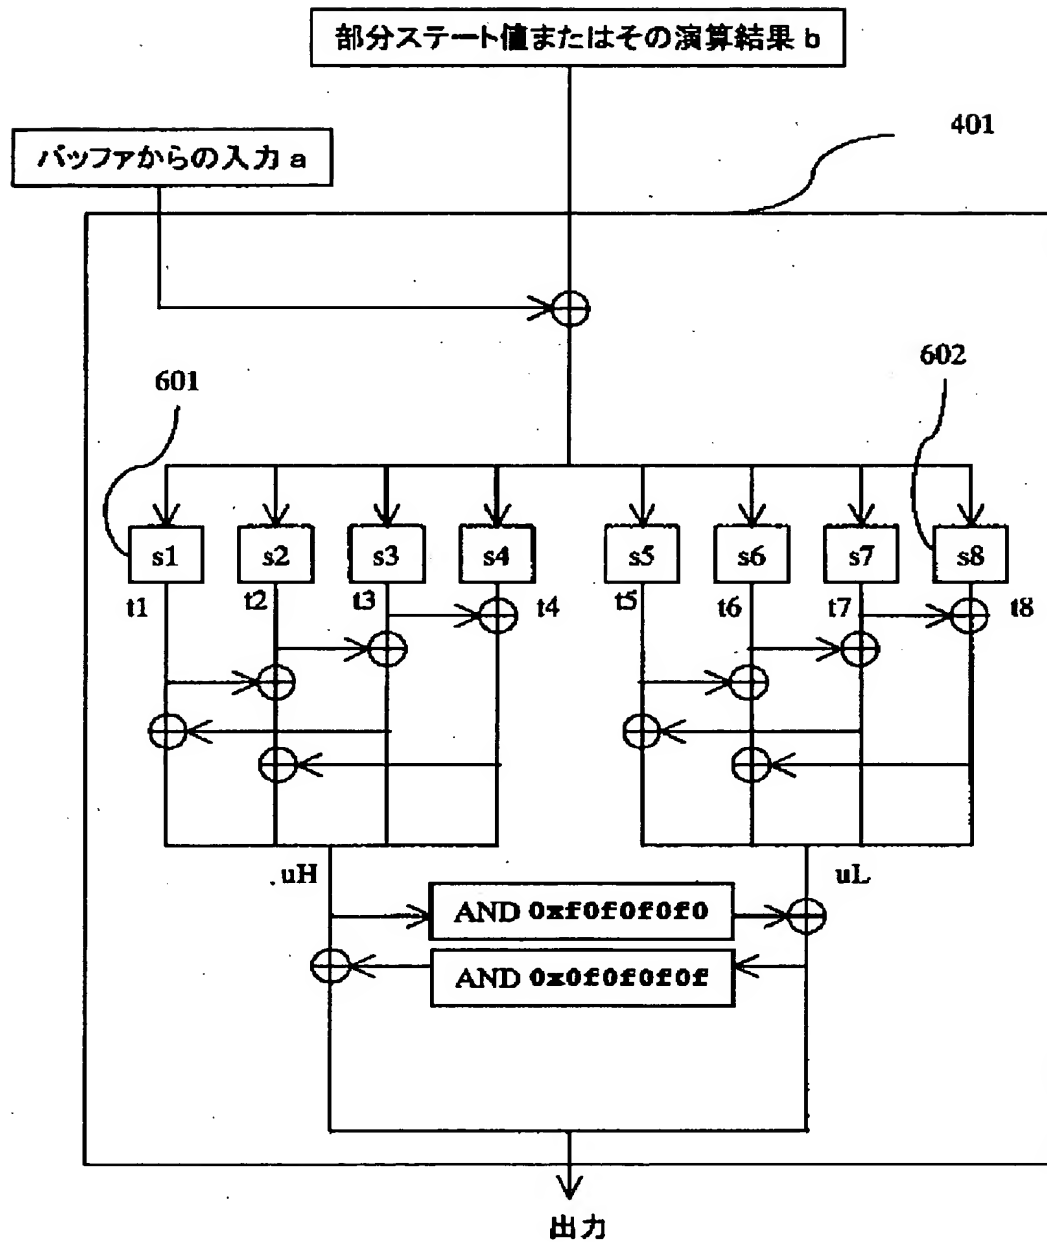 部分ステート値またはその演算結果 b
401
バッファからの入力 a
601
602
s1 s2 s3 s4 s5 s6 s7 s8
t1 t2 t3 t4 t5 t6 t7 t8
uH uL
AND 0xf0f0f0f0
AND 0x0f0f0f0f
出力